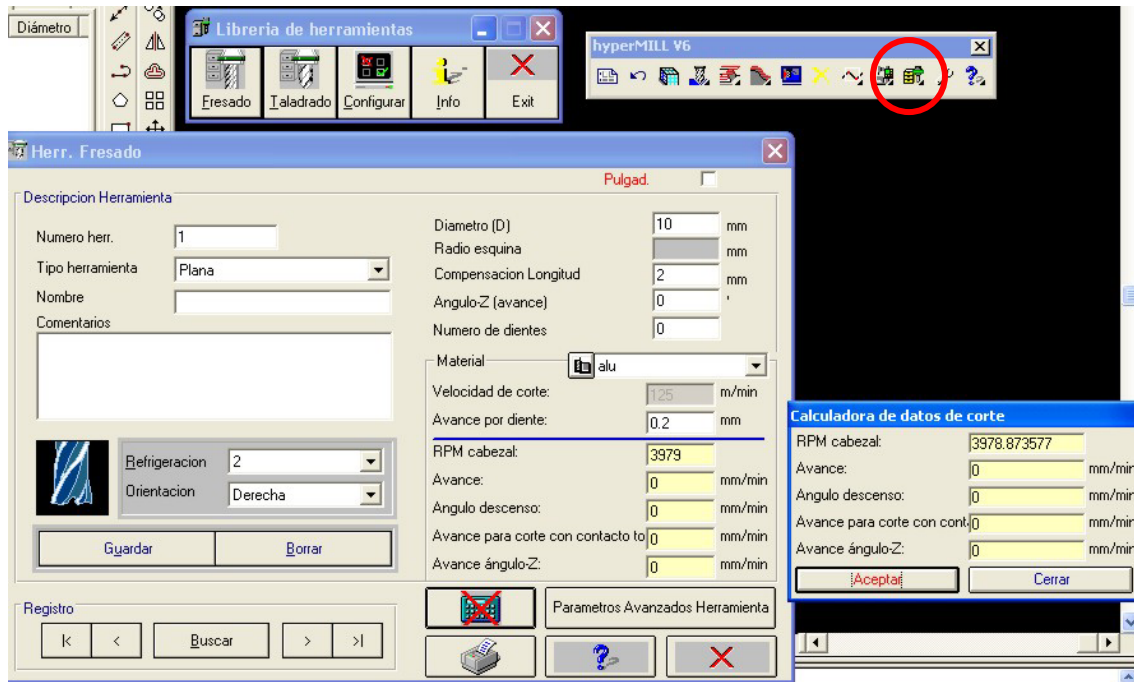 Diámetro
Libreria de herramientas
Fresado Taladrado Configurar Info Exit
hyperMILL V6
Herr. Fresado
Pulgad.
Descripcion Herramienta
Numero herr. 1
Tipo herramienta Plana
Nombre
Comentarios
Refrigeracion 2
Orientacion Derecha
Guardar Borrar
Registro
|< < Buscar > >|
Diametro (D) 10 mm
Radio esquina mm
Compensacion Longitud 2 mm
Angulo-Z (avance) 0 '
Numero de dientes 0
Material alu
Velocidad de corte: 125 m/min
Avance por diente: 0.2 mm
RPM cabezal: 3979
Avance: 0 mm/min
Angulo descenso: 0 mm/min
Avance para corte con contacto to 0 mm/min
Avance ángulo-Z: 0 mm/min
Parametros Avanzados Herramienta
Calculadora de datos de corte
RPM cabezal: 3978.873577
Avance: 0 mm/min
Angulo descenso: 0 mm/min
Avance para corte con cont 0 mm/min
Avance ángulo-Z: 0 mm/min
Aceptar Cerrar